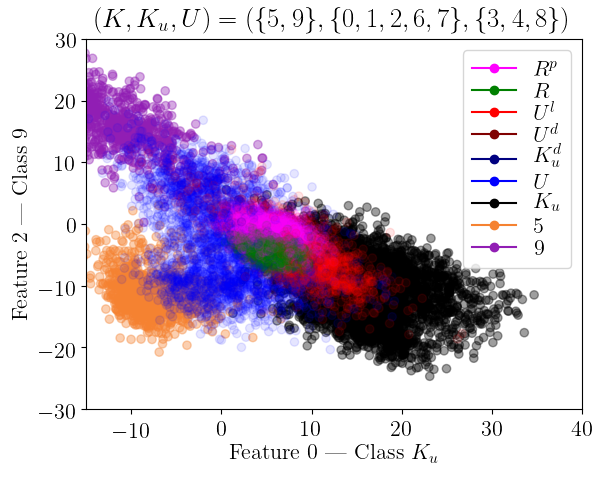 (K, K_u, U) = ({5, 9}, {0, 1, 2, 6, 7}, {3, 4, 8})
30
20
10
0
−10
−20
−30
Feature 2 — Class 9
R^p
R
U^l
U^d
K_u^d
U
K_u
5
9
−10
0
10
20
30
40
Feature 0 — Class K_u